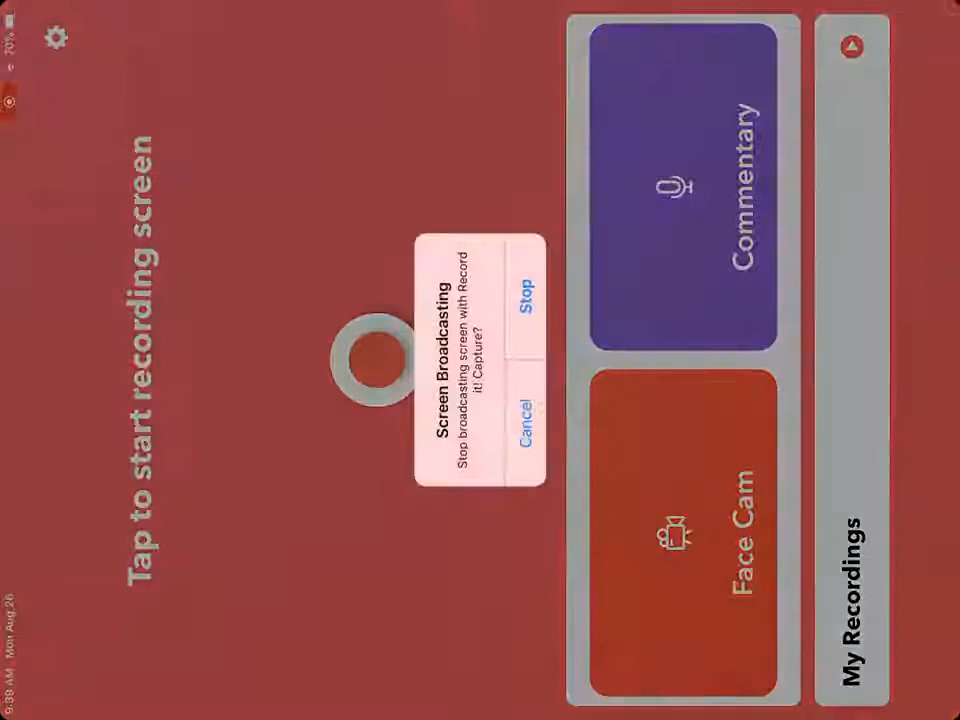 9:39 AM Mon Aug 26
70%
Tap to start recording screen
Screen Broadcasting
Stop broadcasting screen with Record
it! Capture?
Cancel
Stop
Face Cam
Commentary
My Recordings